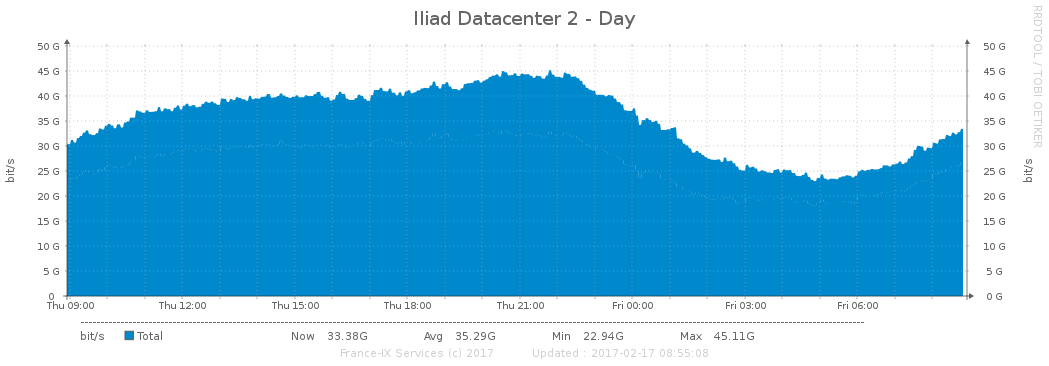 Iliad Datacenter 2 - Day
RRDTOOL / TOBI OETIKER
50 G 50 G
45 G 45 G
40 G 40 G
35 G 35 G
30 G 30 G
25 G 25 G
20 G 20 G
15 G 15 G
10 G 10 G
5 G 5 G
0 0 G
bit/s bit/s
Thu 09:00 Thu 12:00 Thu 15:00 Thu 18:00 Thu 21:00 Fri 00:00 Fri 03:00 Fri 06:00
bit/s Total Now 33.38G Avg 35.29G Min 22.94G Max 45.11G
France-IX Services (c) 2017 Updated : 2017-02-17 08:55:08